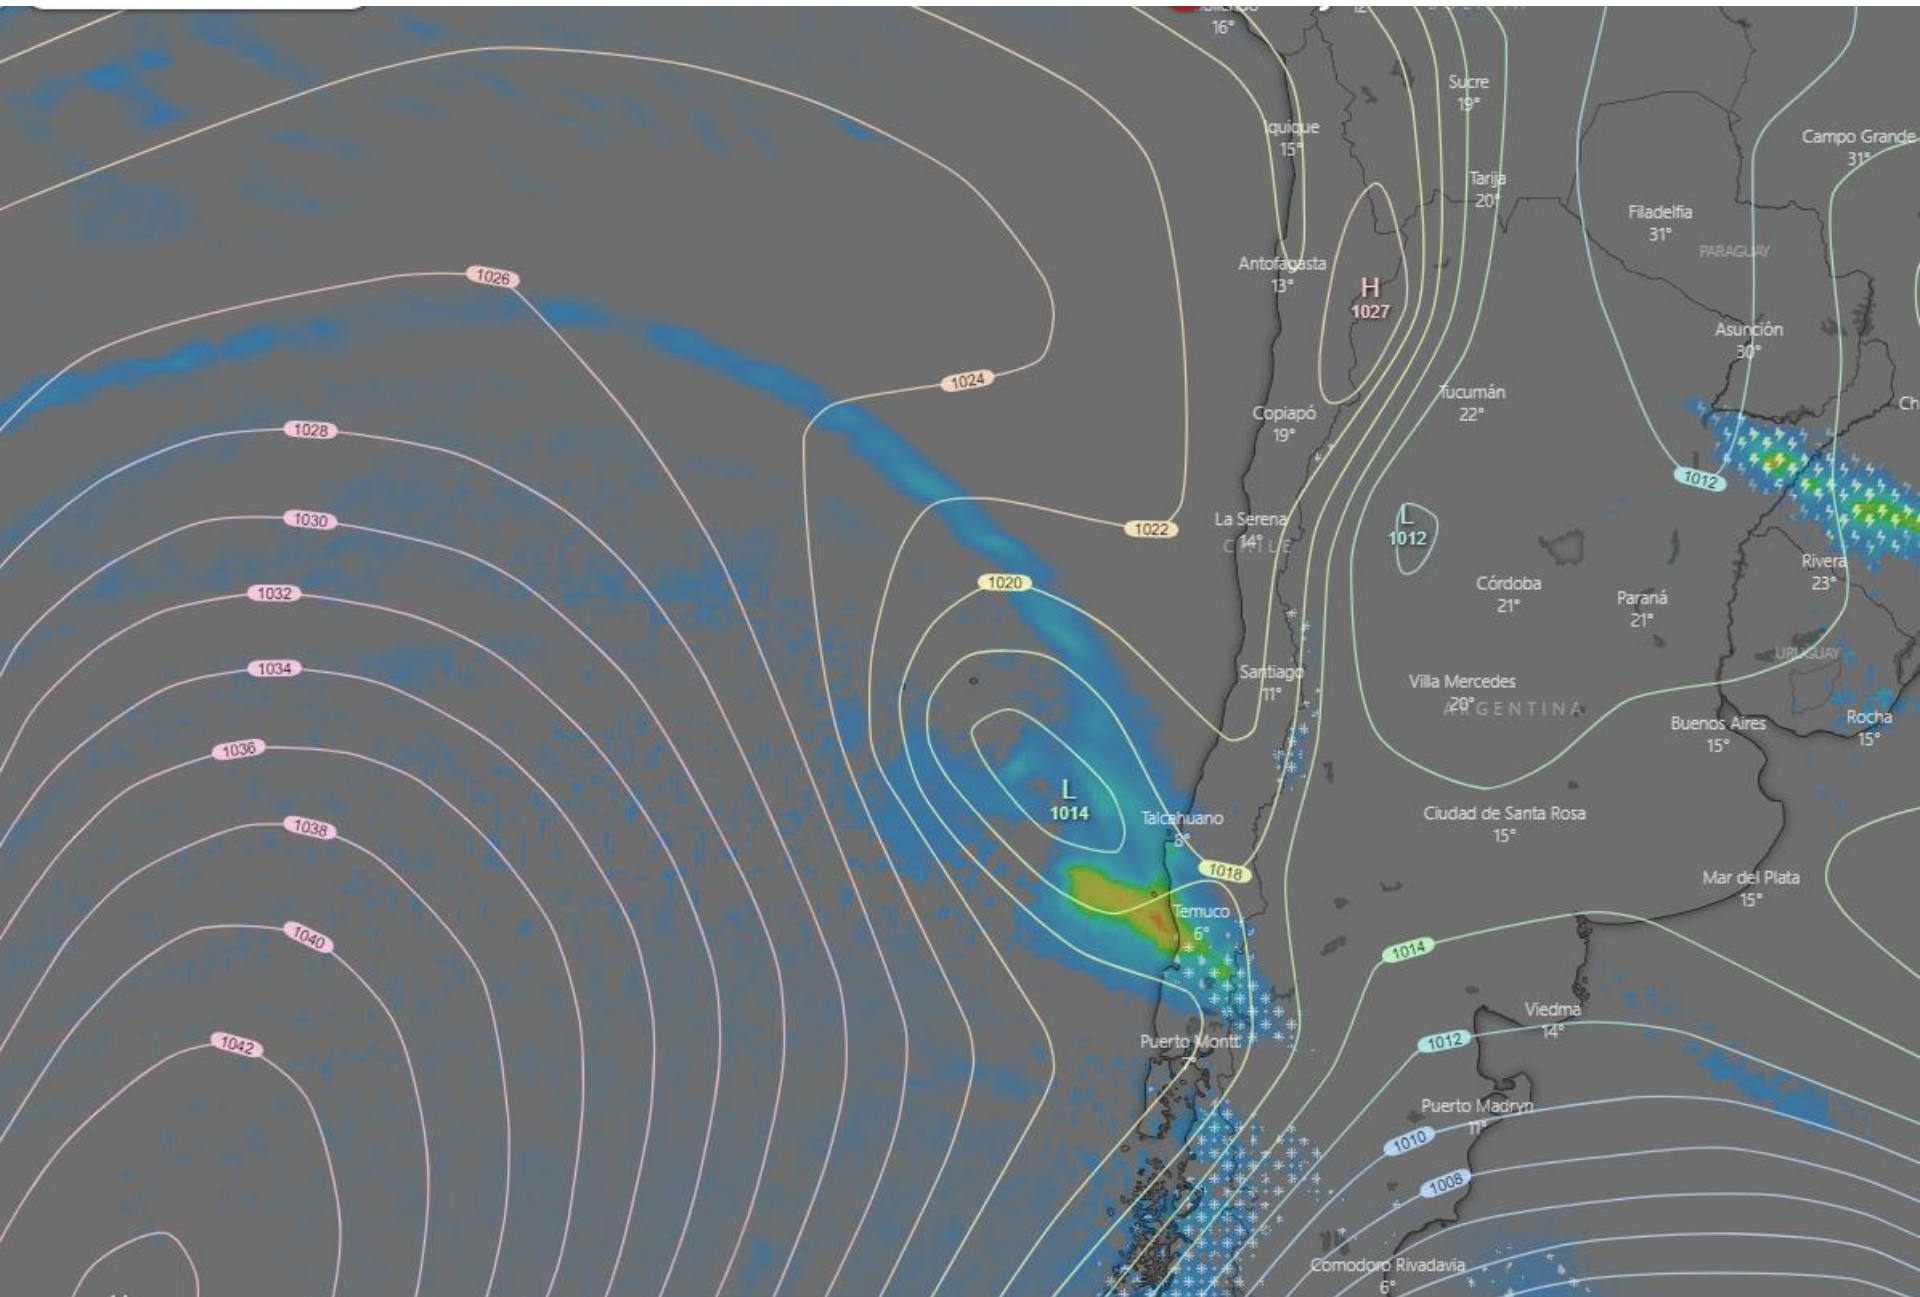 16°
Sucre
19°
Iquique
15°
Campo Grande
31°
Tarija
20°
Filadelfia
31°
PARAGUAY
Antofagasta
13°
1026
H
1027
Asunción
30°
1024
Tucumán
22°
Copiapó
19°
Ch
1028
1012
1030
1022
La Serena
14°
CHILE
L
1012
Rivera
23°
1020
Córdoba
21°
Paraná
21°
1032
URUGUAY
1034
Santiago
11°
Villa Mercedes
20°
ARGENTINA
Buenos Aires
15°
Rocha
15°
1036
L
1014
Talcahuano
8°
Ciudad de Santa Rosa
15°
1038
1018
Mar del Plata
15°
Temuco
6°
1040
1014
Viedma
14°
1042
Puerto Montt
7°
1012
Puerto Madryn
11°
1010
1008
Comodoro Rivadavia
6°